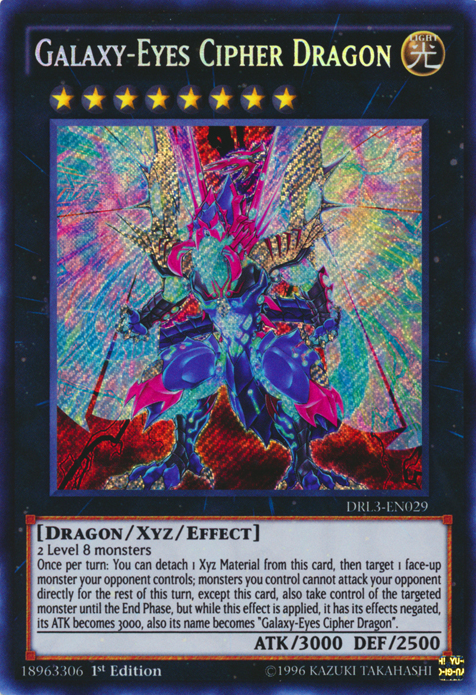 GALAXY-EYES CIPHER DRAGON
LIGHT
光
DRL3-EN029
[DRAGON/XYZ/EFFECT]
2 Level 8 monsters
Once per turn: You can detach 1 Xyz Material from this card, then target 1 face-up
monster your opponent controls; monsters you control cannot attack your opponent
directly for the rest of this turn, except this card, also take control of the targeted
monster until the End Phase, but while this effect is applied, it has its effects negated,
its ATK becomes 3000, also its name becomes "Galaxy-Eyes Cipher Dragon".
ATK/3000 DEF/2500
18963306 1st Edition ©1996 KAZUKI TAKAHASHI